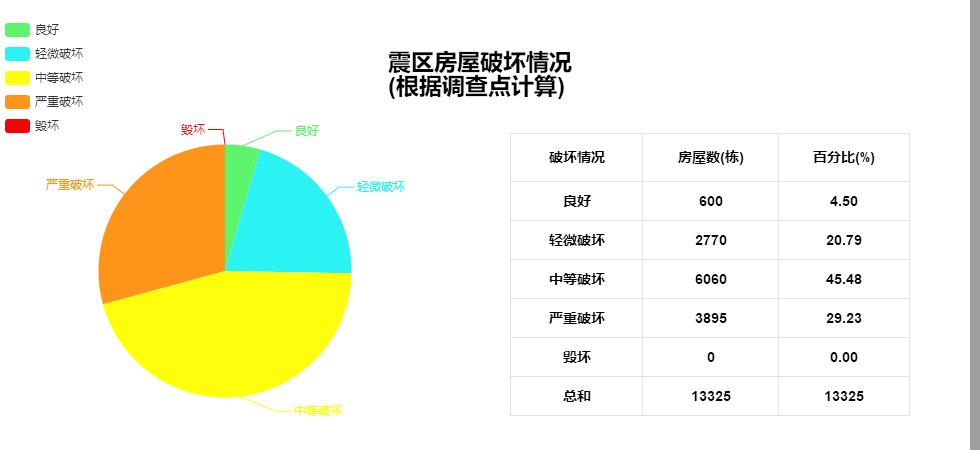 良好
轻微破坏
中等破坏
严重破坏
毁坏
震区房屋破坏情况
(根据调查点计算)
毁坏
良好
严重破坏
轻微破坏
中等破坏
破坏情况 房屋数(栋) 百分比(%)
良好 600 4.50
轻微破坏 2770 20.79
中等破坏 6060 45.48
严重破坏 3895 29.23
毁坏 0 0.00
总和 13325 13325